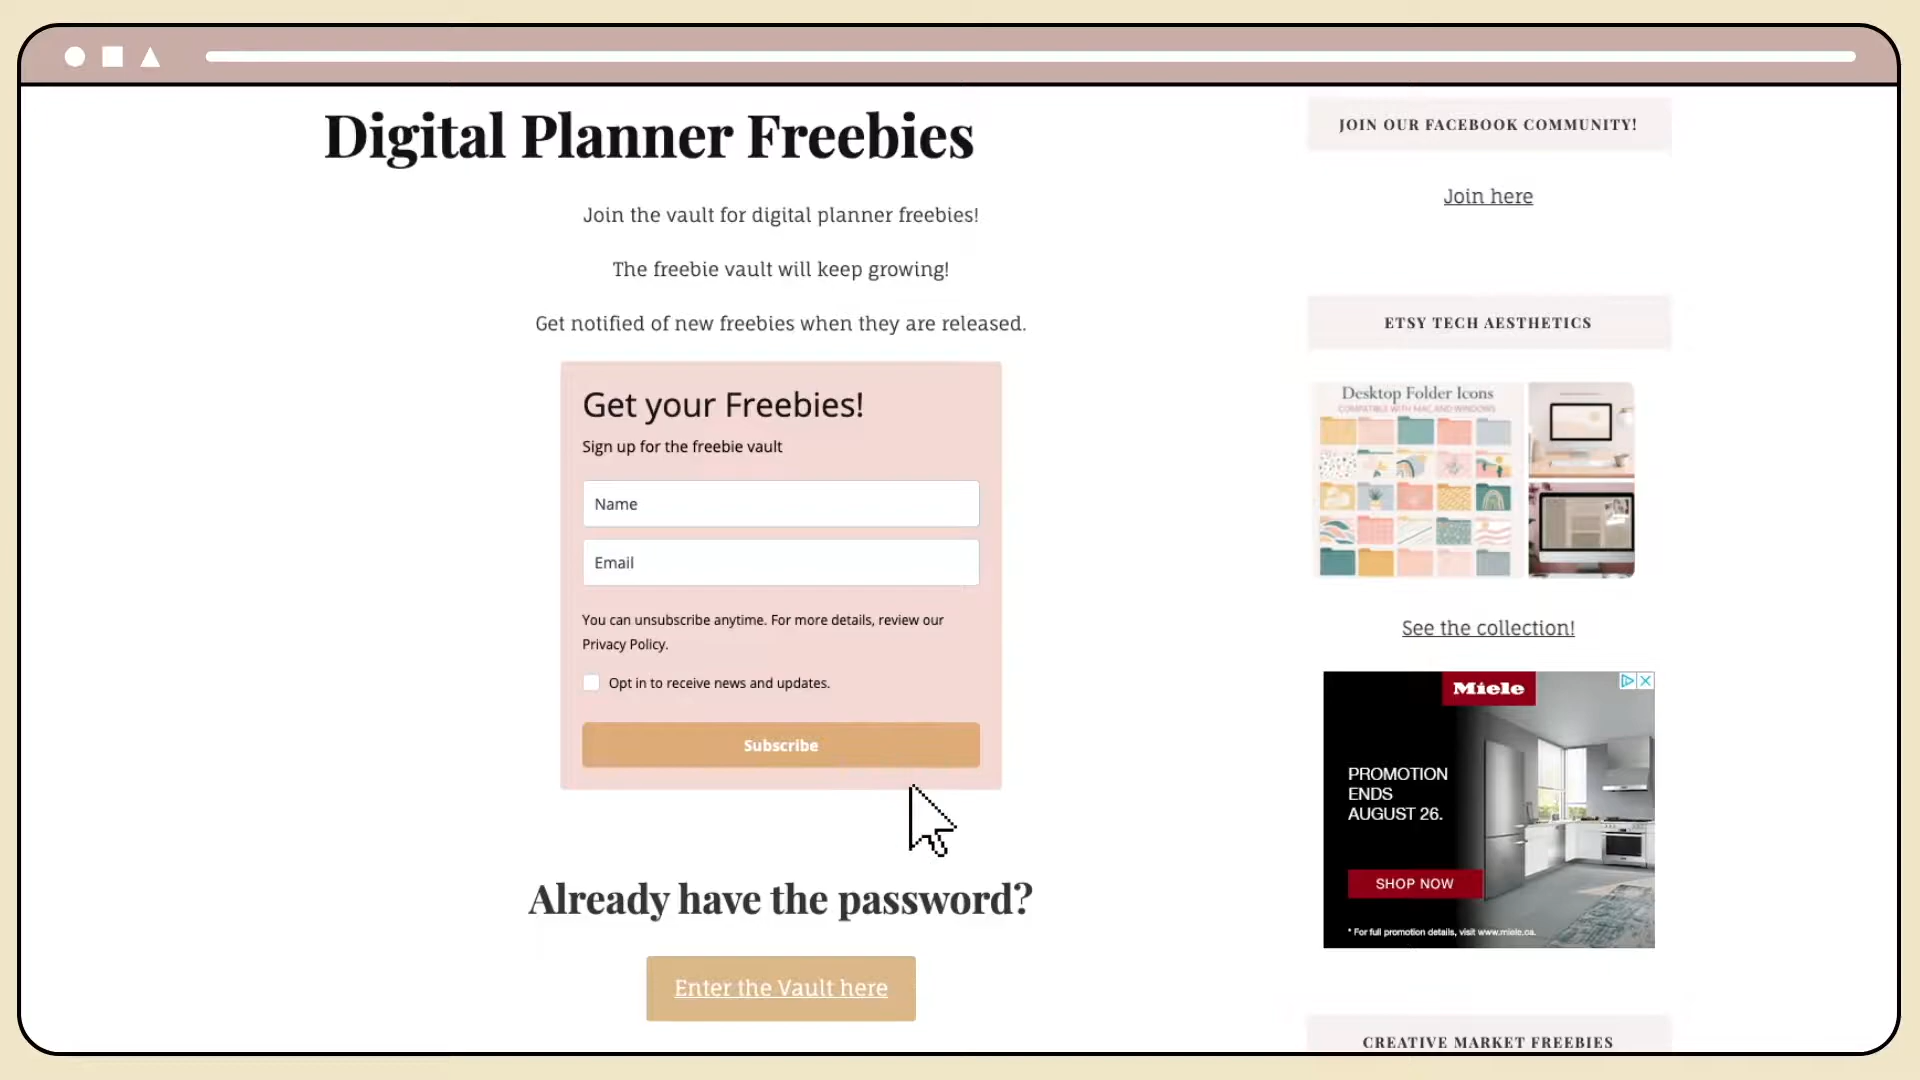 Digital Planner Freebies
Join the vault for digital planner freebies!
The freebie vault will keep growing!
Get notified of new freebies when they are released.
Get your Freebies!
Sign up for the freebie vault
Name
Email
You can unsubscribe anytime. For more details, review our
Privacy Policy.
Opt in to receive news and updates.
Subscribe
Already have the password?
Enter the Vault here
JOIN OUR FACEBOOK COMMUNITY!
Join here
ETSY TECH AESTHETICS
Desktop Folder Icons
COMPATIBLE WITH MAC AND WINDOWS
See the collection!
Miele
PROMOTION
ENDS
AUGUST 26.
SHOP NOW
* For full promotion details, visit www.miele.ca.
CREATIVE MARKET FREEBIES